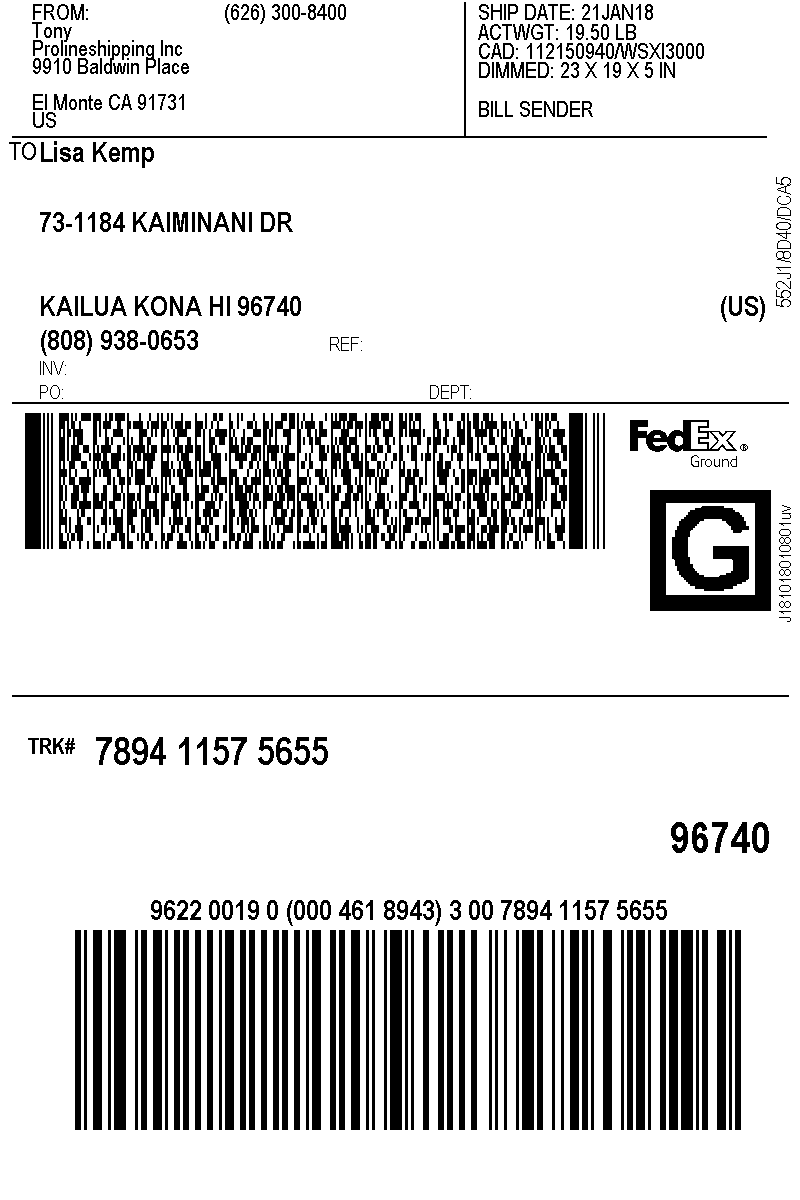 FROM: (626) 300-8400
Tony
Prolineshipping Inc
9910 Baldwin Place
El Monte CA 91731
US
SHIP DATE: 21JAN18
ACTWGT: 19.50 LB
CAD: 112150940/WSXI3000
DIMMED: 23 X 19 X 5 IN
BILL SENDER
TO Lisa Kemp
73-1184 KAIMINANI DR
KAILUA KONA HI 96740 (US)
(808) 938-0653 REF:
INV:
PO: DEPT:
552J1/8D40/DCA5
FedEx®
Ground
G
J181018010801uv
TRK# 7894 1157 5655
96740
9622 0019 0 (000 461 8943) 3 00 7894 1157 5655